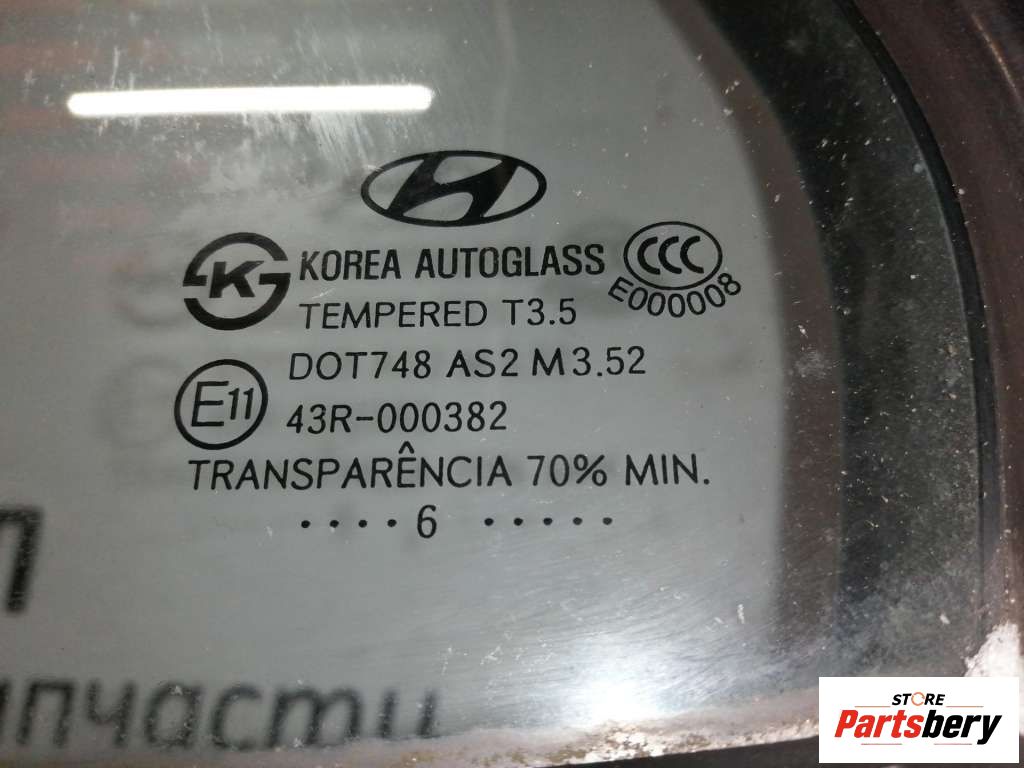 KOREA AUTOGLASS
CCC
E000008
K
TEMPERED T3.5
DOT748 AS2 M3.52
E11
43R-000382
TRANSPARÊNCIA 70% MIN.
....6 .....
STORE
Partsbery